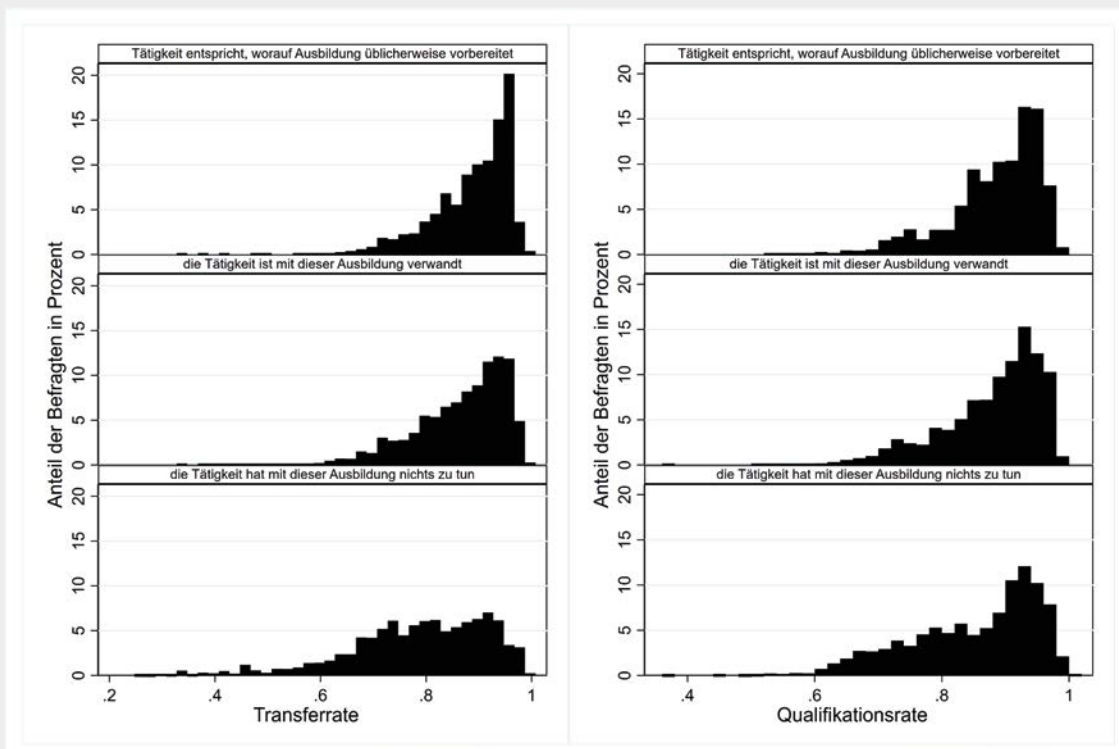 Tätigkeit entspricht, worauf Ausbildung üblicherweise vorbereitet
20
15
10
5
0
die Tätigkeit ist mit dieser Ausbildung verwandt
20
15
10
5
0
die Tätigkeit hat mit dieser Ausbildung nichts zu tun
20
15
10
5
0
Anteil der Befragten in Prozent
.2 .4 .6 .8 1
Transferrate
Tätigkeit entspricht, worauf Ausbildung üblicherweise vorbereitet
20
15
10
5
0
die Tätigkeit ist mit dieser Ausbildung verwandt
20
15
10
5
0
die Tätigkeit hat mit dieser Ausbildung nichts zu tun
20
15
10
5
0
Anteil der Befragten in Prozent
.4 .6 .8 1
Qualifikationsrate